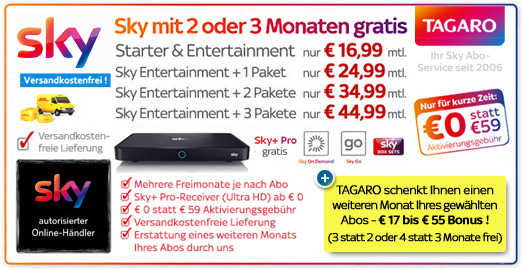 sky
Versandkostenfrei !
Versandkosten-
freie Lieferung
sky
autorisierter
Online-Händler
Sky mit 2 oder 3 Monaten gratis
Starter & Entertainment nur € 16,99 mtl.
Sky Entertainment + 1 Paket nur € 24,99 mtl.
Sky Entertainment + 2 Pakete nur € 34,99 mtl.
Sky Entertainment + 3 Pakete nur € 44,99 mtl.
TAGARO
Ihr Sky Abo-
Service seit 2006
Nur für kurze Zeit:
€0 statt
€59
Aktivierungsgebühr
sky
Sky+ Pro
gratis
Sky On Demand
go
Sky Go
sky
BOX SETS
Mehrere Freimonate je nach Abo
Sky+ Pro-Receiver (Ultra HD) ab € 0
€ 0 statt € 59 Aktivierungsgebühr
Versandkostenfreie Lieferung
Erstattung eines weiteren Monats
Ihres Abos durch uns
+
TAGARO schenkt Ihnen einen
weiteren Monat Ihres gewählten
Abos - € 17 bis € 55 Bonus !
(3 statt 2 oder 4 statt 3 Monate frei)